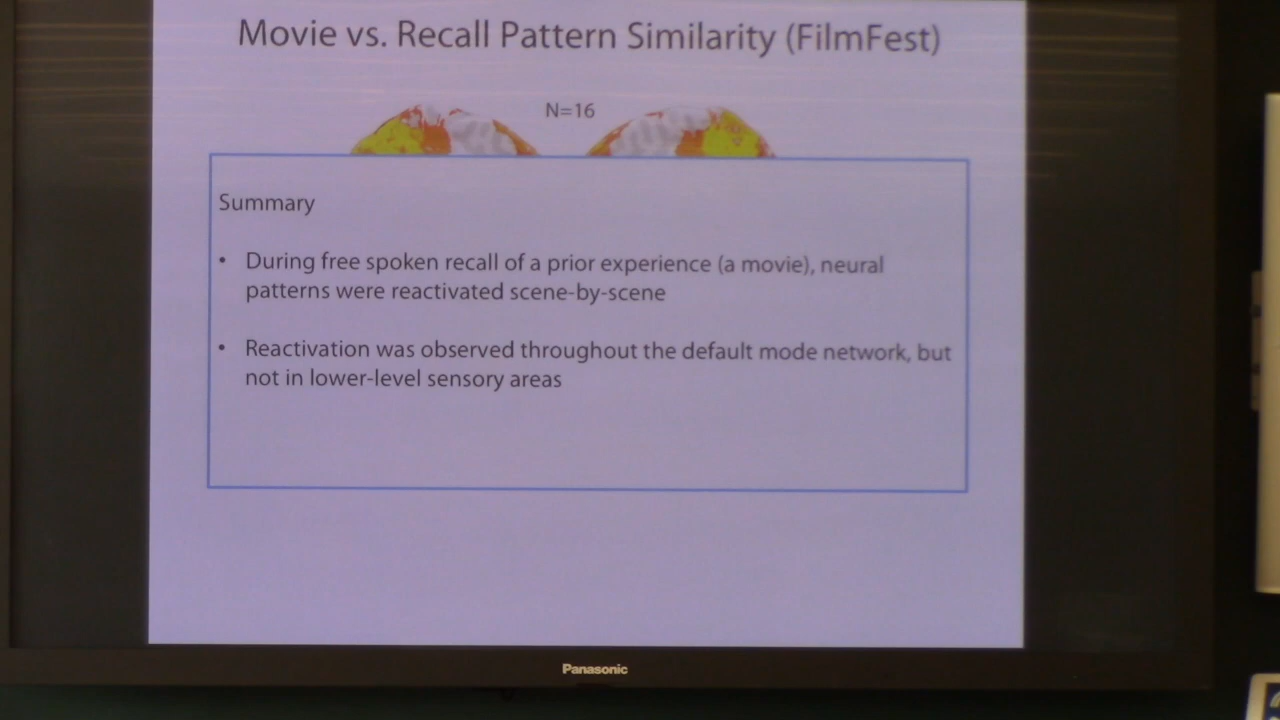 Movie vs. Recall Pattern Similarity (FilmFest)
N=16
Summary
• During free spoken recall of a prior experience (a movie), neural
patterns were reactivated scene-by-scene
• Reactivation was observed throughout the default mode network, but
not in lower-level sensory areas
Panasonic